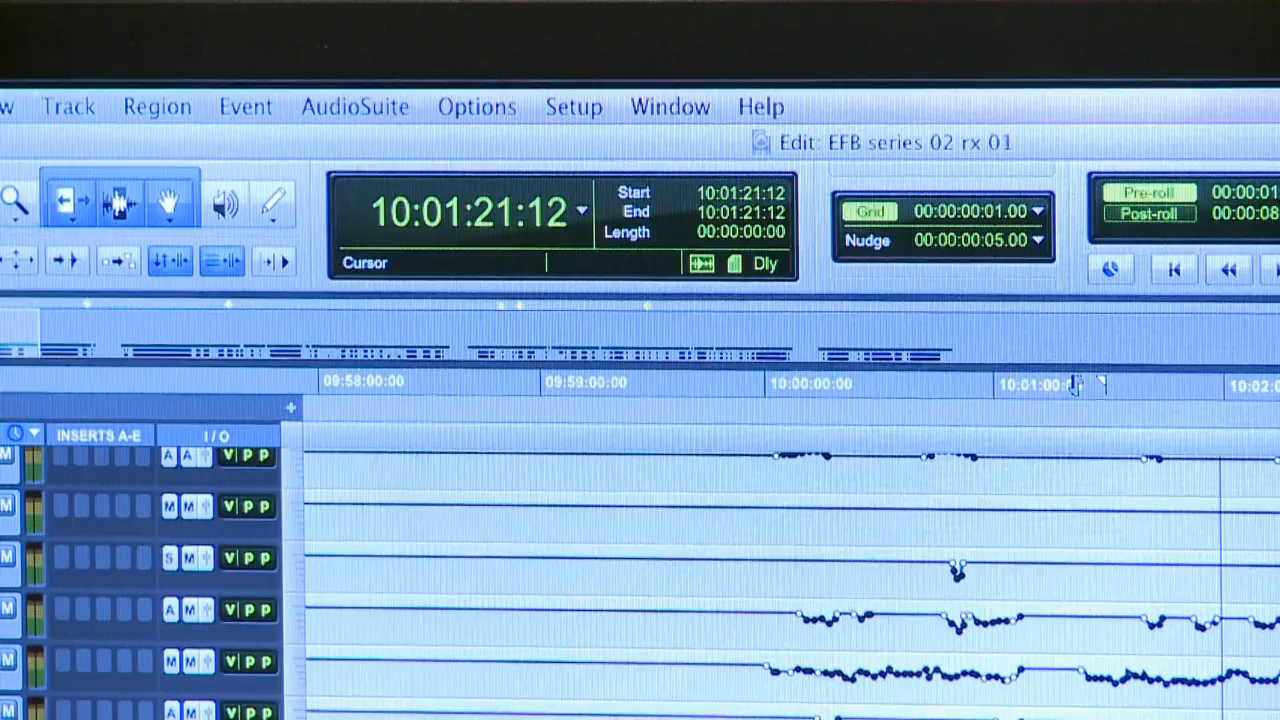 w Track Region Event AudioSuite Options Setup Window Help
Edit: EFB series 02 rx 01
10:01:21:12
Start 10:01:21:12
End 10:01:21:12
Length 00:00:00:00
Cursor
Dly
Grid 00:00:00:01.00
Nudge 00:00:00:05.00
Pre-roll 00:00:01
Post-roll 00:00:08
09:58:00:00 09:59:00:00 10:00:00:00 10:01:00: 10:02:0
INSERTS A-E I / O
M A A V P P
M M M V P P
M S M V P P
M A M V P P
M M M V P P
A M V P P